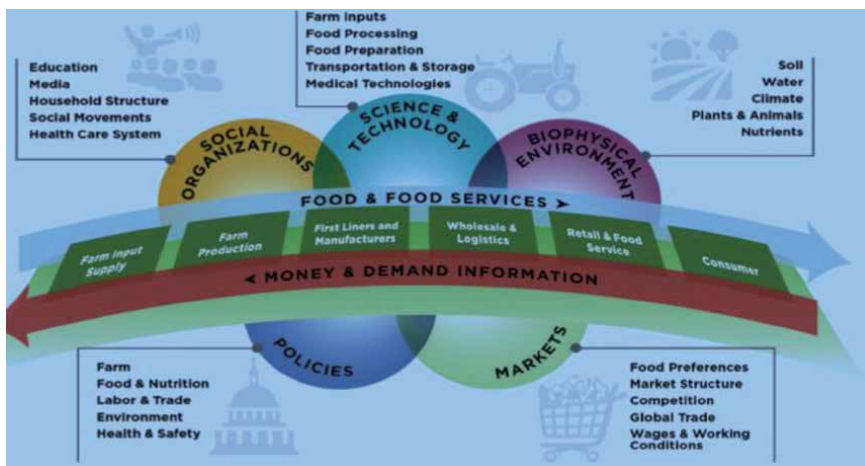 Farm Inputs
Food Processing
Food Preparation
Transportation & Storage
Medical Technologies
Education
Media
Household Structure
Social Movements
Health Care System
Soil
Water
Climate
Plants & Animals
Nutrients
SOCIAL
ORGANIZATIONS
SCIENCE &
TECHNOLOGY
BIOPHYSICAL
ENVIRONMENT
FOOD & FOOD SERVICES >
Farm Input
Supply
Farm
Production
First Liners and
Manufacturers
Wholesale &
Logistics
Retail & Food
Service
Consumer
< MONEY & DEMAND INFORMATION
POLICIES
MARKETS
Farm
Food & Nutrition
Labor & Trade
Environment
Health & Safety
Food Preferences
Market Structure
Competition
Global Trade
Wages & Working
Conditions